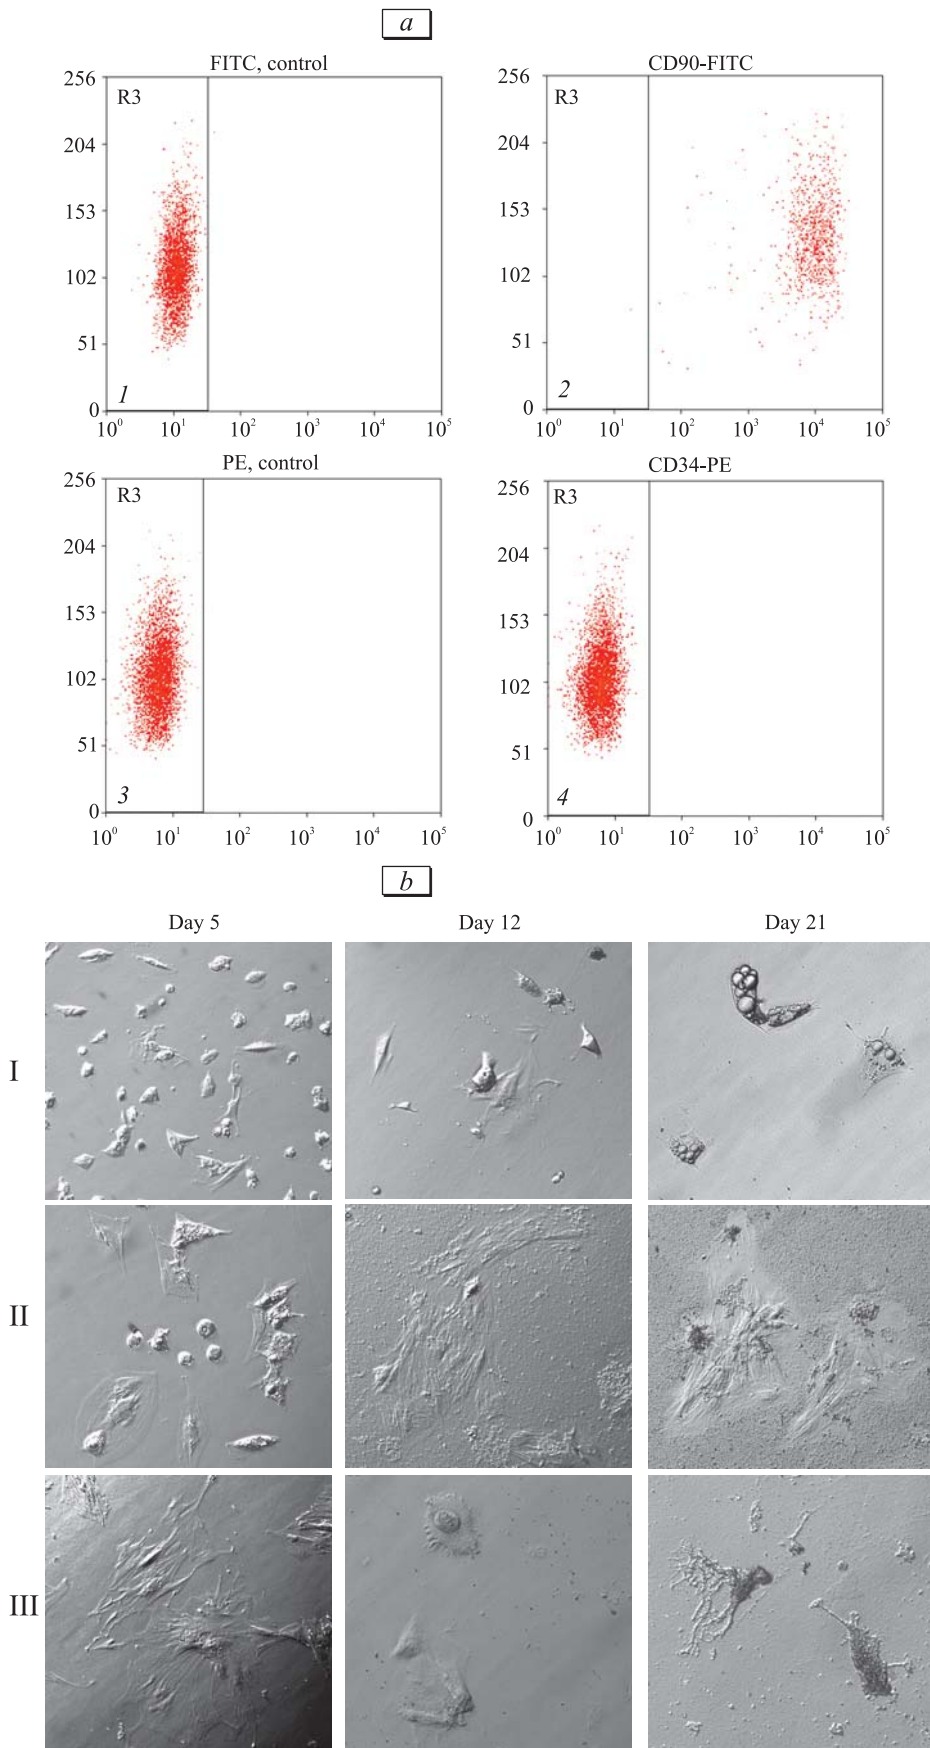 a
FITC, control
256
R3
204
153
102
51
1
0
10⁰ 10¹ 10² 10³ 10⁴ 10⁵
CD90-FITC
256
R3
204
153
102
51
2
0
10⁰ 10¹ 10² 10³ 10⁴ 10⁵
PE, control
256
R3
204
153
102
51
3
0
10⁰ 10¹ 10² 10³ 10⁴ 10⁵
CD34-PE
256
R3
204
153
102
51
4
0
10⁰ 10¹ 10² 10³ 10⁴ 10⁵
b
Day 5 Day 12 Day 21
I
II
III